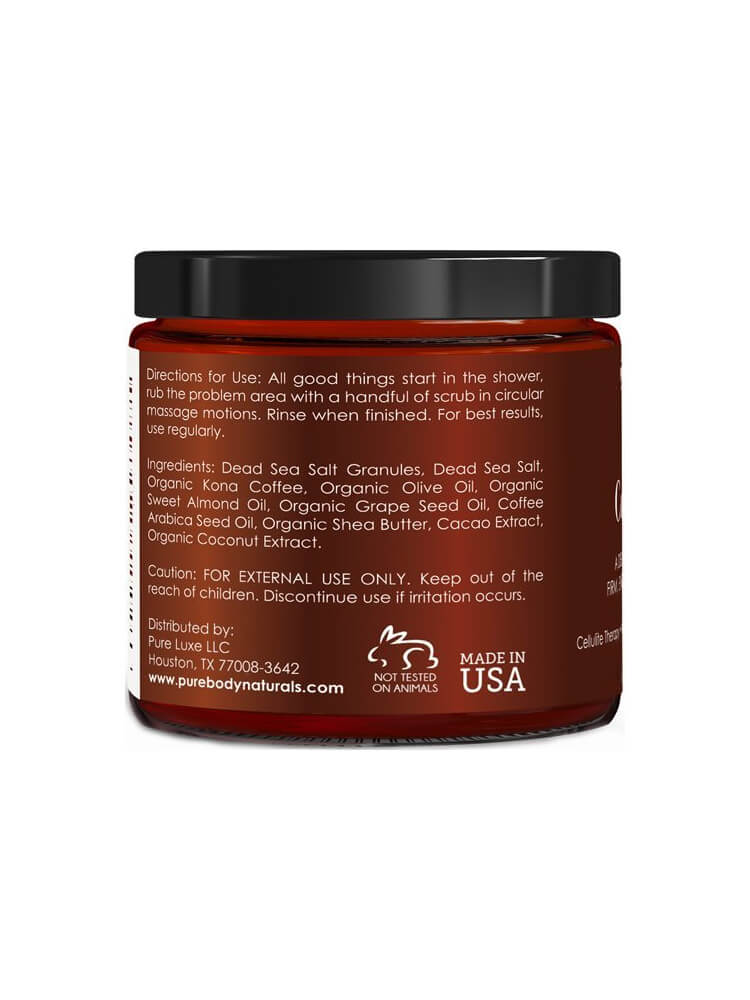 Directions for Use: All good things start in the shower,
rub the problem area with a handful of scrub in circular
massage motions. Rinse when finished. For best results,
use regularly.
Ingredients: Dead Sea Salt Granules, Dead Sea Salt,
Organic Kona Coffee, Organic Olive Oil, Organic
Sweet Almond Oil, Organic Grape Seed Oil, Coffee
Arabica Seed Oil, Organic Shea Butter, Cacao Extract,
Organic Coconut Extract.
Caution: FOR EXTERNAL USE ONLY. Keep out of the
reach of children. Discontinue use if irritation occurs.
Distributed by:
Pure Luxe LLC
Houston, TX 77008-3642
www.purebodynaturals.com
NOT TESTED
ON ANIMALS
MADE IN
USA
FIRM,
Cellulite Therapy